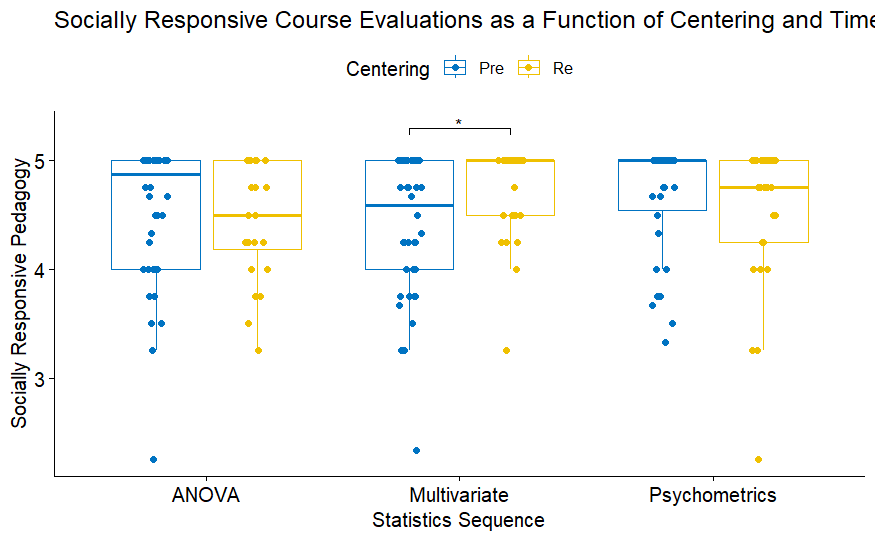 Socially Responsive Course Evaluations as a Function of Centering and Time
Centering Pre Re
*
5
4
3
Socially Responsive Pedagogy
ANOVA Multivariate Psychometrics
Statistics Sequence